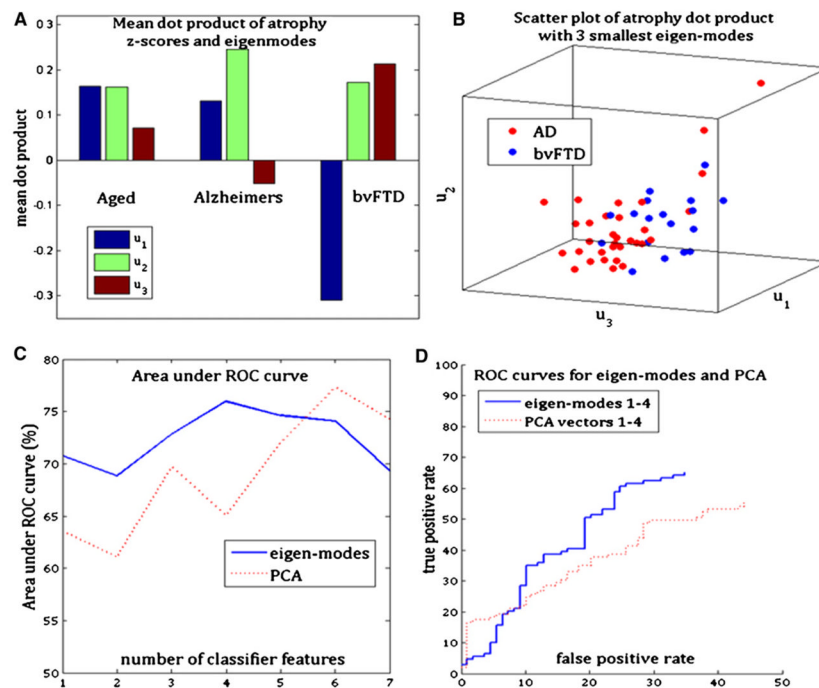 A
Mean dot product of atrophy
z-scores and eigenmodes
mean dot product
0.3
0.2
0.1
0
-0.1
-0.2
-0.3
Aged
Alzheimers
bvFTD
u1
u2
u3
B
Scatter plot of atrophy dot product
with 3 smallest eigen-modes
AD
bvFTD
u2
u3
u1
C
Area under ROC curve
Area under ROC curve (%)
80
75
70
65
60
55
50
eigen-modes
PCA
number of classifier features
1 2 3 4 5 6 7
D
ROC curves for eigen-modes and PCA
eigen-modes 1-4
PCA vectors 1-4
true positive rate
100
90
80
70
60
50
40
30
20
10
0
false positive rate
0 10 20 30 40 50